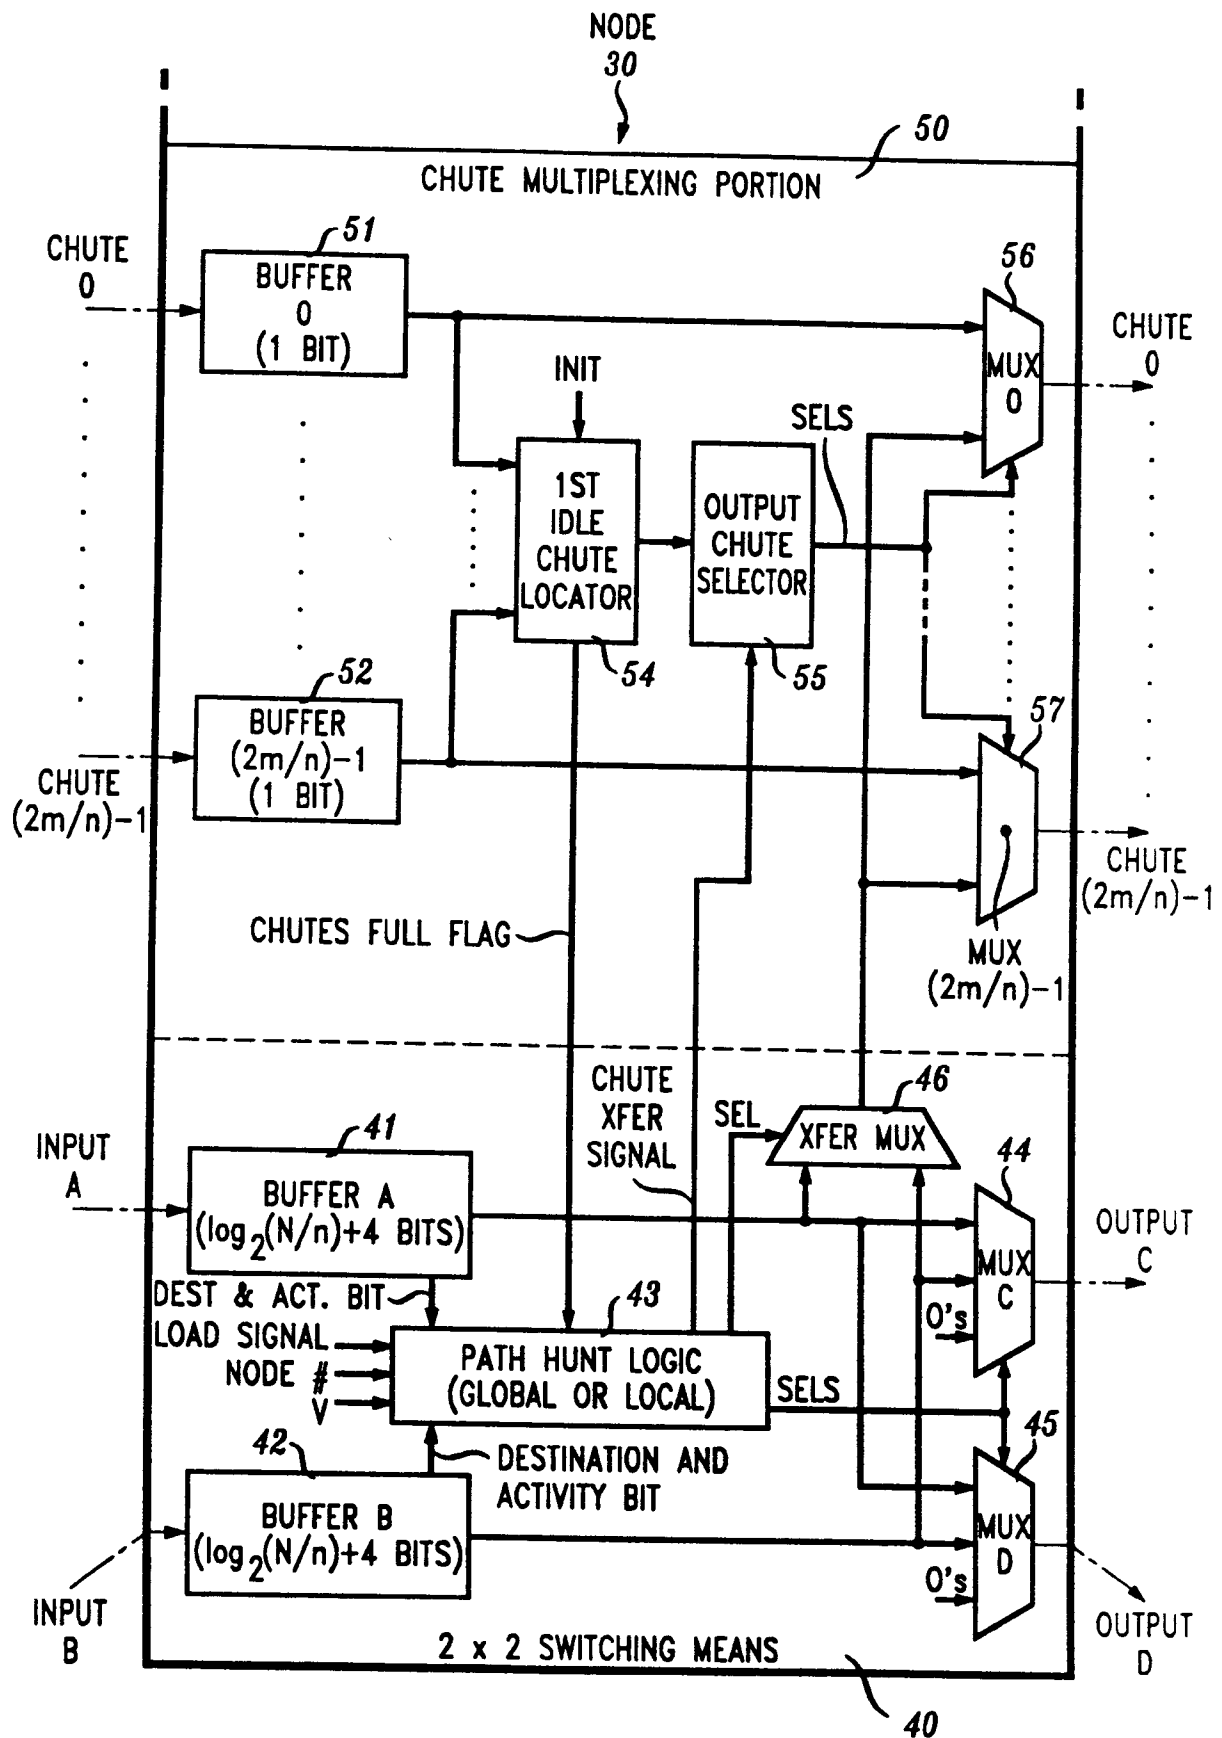 NODE
30
50
CHUTE MULTIPLEXING PORTION
51
CHUTE
0
BUFFER
0
(1 BIT)
56
MUX
0
CHUTE
0
INIT
SELS
1ST
IDLE
CHUTE
LOCATOR
54
OUTPUT
CHUTE
SELECTOR
55
52
BUFFER
(2m/n)-1
(1 BIT)
CHUTE
(2m/n)-1
57
CHUTE
(2m/n)-1
MUX
(2m/n)-1
CHUTES FULL FLAG
CHUTE
XFER
SIGNAL
SEL
46
XFER MUX
41
INPUT
A
BUFFER A
(log2(N/n)+4 BITS)
44
MUX
C
0's
OUTPUT
C
DEST & ACT. BIT
LOAD SIGNAL
NODE #
V
43
PATH HUNT LOGIC
(GLOBAL OR LOCAL)
SELS
45
42
DESTINATION AND
ACTIVITY BIT
BUFFER B
(log2(N/n)+4 BITS)
MUX
D
0's
INPUT
B
OUTPUT
D
2 x 2 SWITCHING MEANS
40